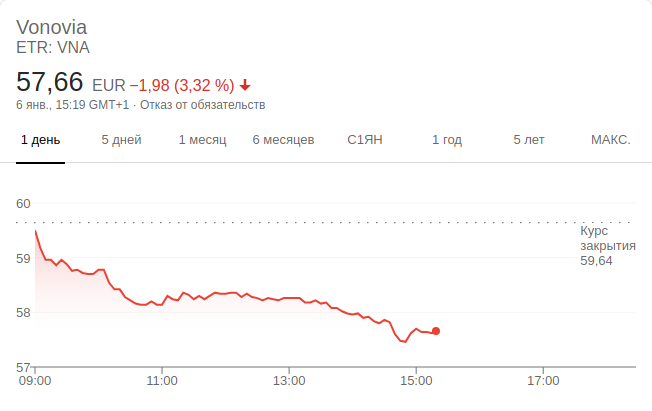 Vonovia
ETR: VNA
57,66 EUR −1,98 (3,32 %)
6 янв., 15:19 GMT+1 · Отказ от обязательств
1 день 5 дней 1 месяц 6 месяцев С1ЯН 1 год 5 лет МАКС.
60
Курс
закрытия
59,64
59
58
57
09:00 11:00 13:00 15:00 17:00